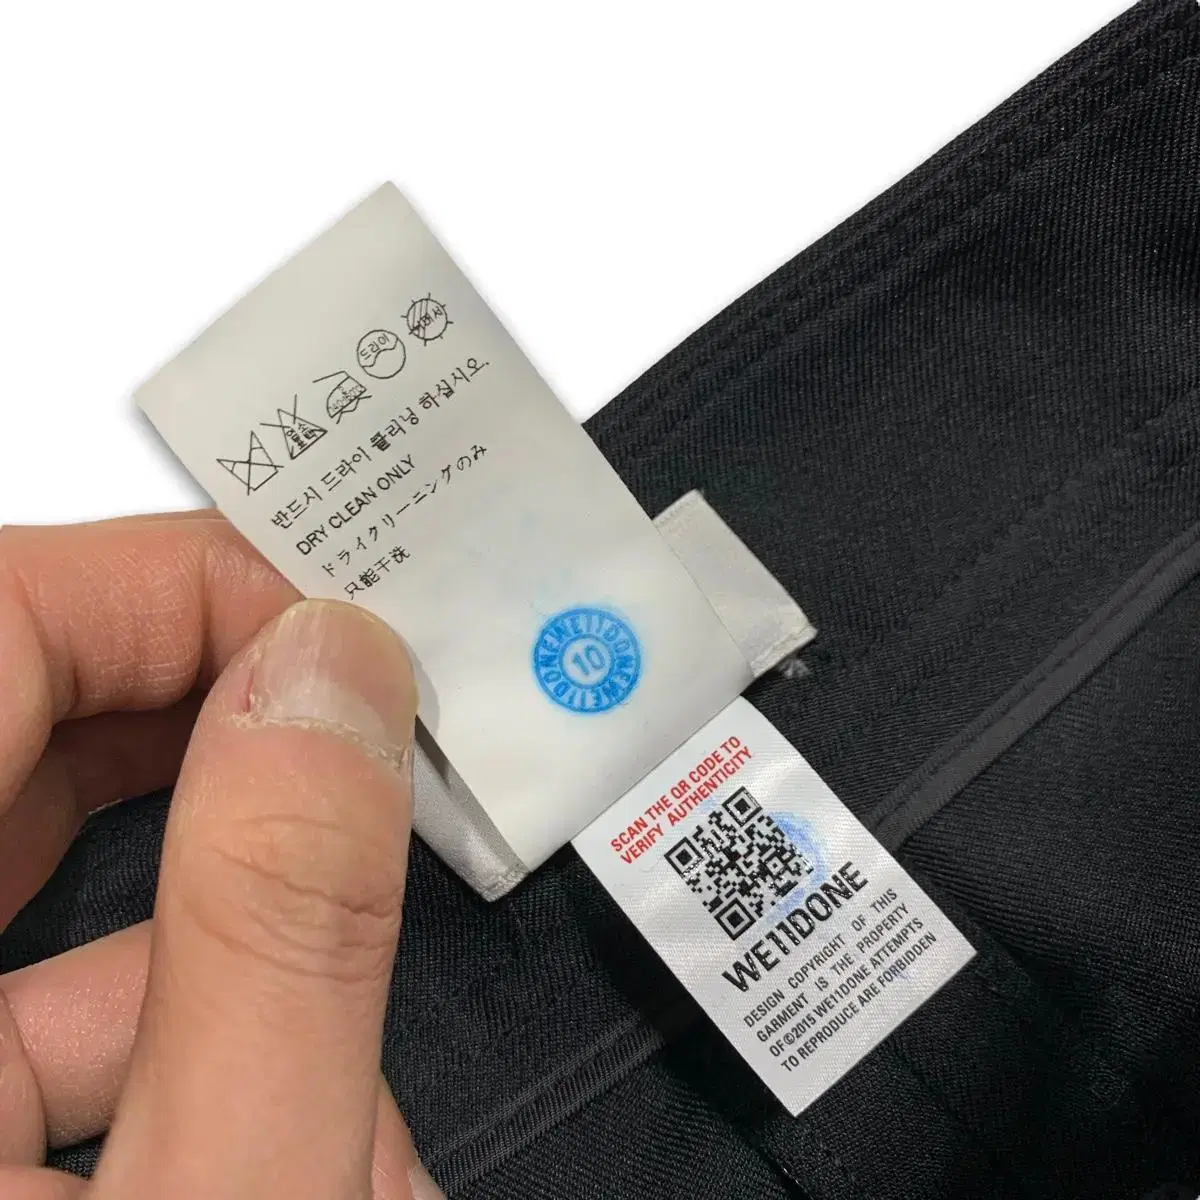 드라이
반드시 드라이 클리닝 하십시오.
DRY CLEAN ONLY
ドライクリーニングのみ
只能干洗
WE11DONE WE11DONE
10
SCAN THE QR CODE TO
VERIFY AUTHENTICITY
WE11DONE
DESIGN COPYRIGHT OF THIS
GARMENT IS THE PROPERTY
OF©2015 WE11DONE ATTEMPTS
TO REPRODUCE ARE FORBIDDEN